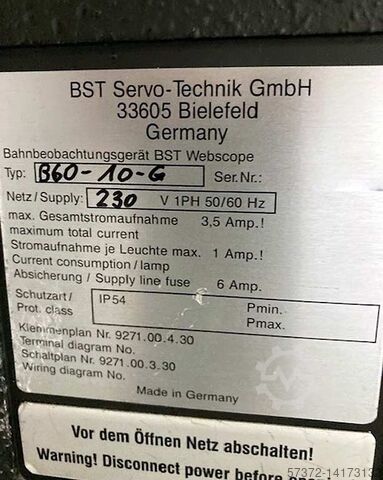 BST Servo-Technik GmbH
33605 Bielefeld
Germany
Bahnbeobachtungsgerät BST Webscope
Typ: B60-10-G Ser.Nr.:
Netz/Supply: 230 V 1PH 50/60 Hz
max. Gesamtstromaufnahme 3,5 Amp.!
maximum total current
Stromaufnahme je Leuchte max. 1 Amp.!
Current consumption/lamp
Absicherung / Supply line fuse 6 Amp.
Schutzart / IP54 Pmin.
Prot. class Pmax.
Klemmenplan Nr. 9271.00.4.30
Terminal diagram No.
Schaltplan Nr. 9271.00.3.30
Wiring diagram No.
Made in Germany
Vor dem Öffnen Netz abschalten!
Warning! Disconnect power before